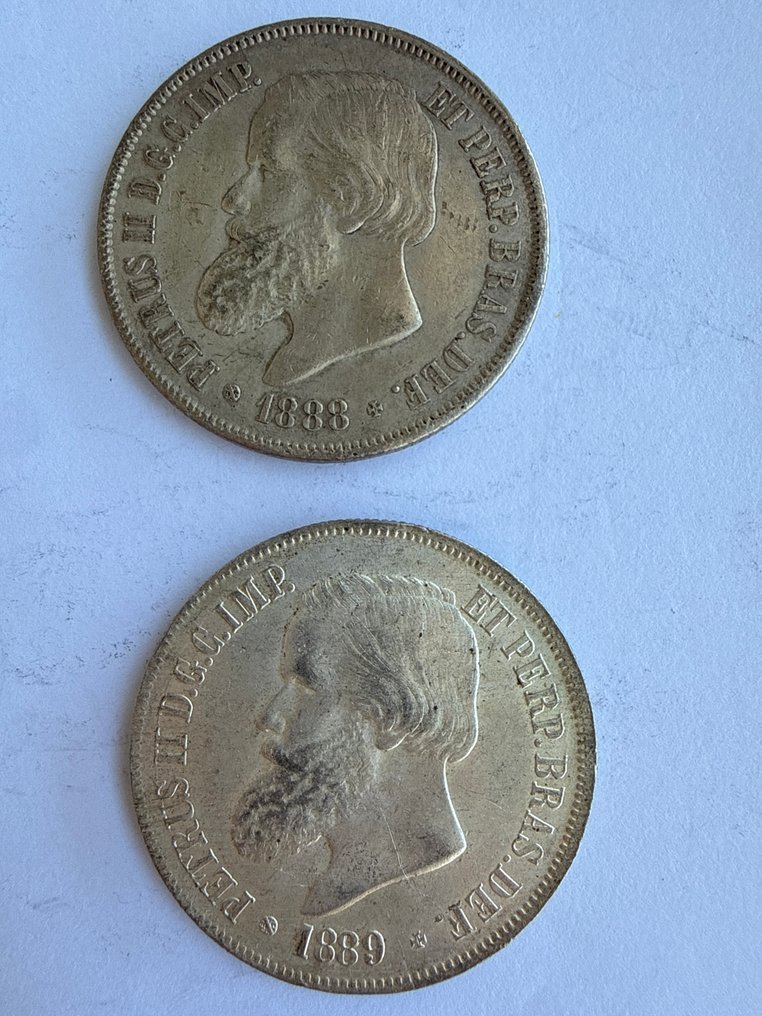 PETRUS II D.G.C.IMP. ET PERP.BRAS.DEF.
1888
PETRUS II D.G.C.IMP. ET PERP.BRAS.DEF.
1889